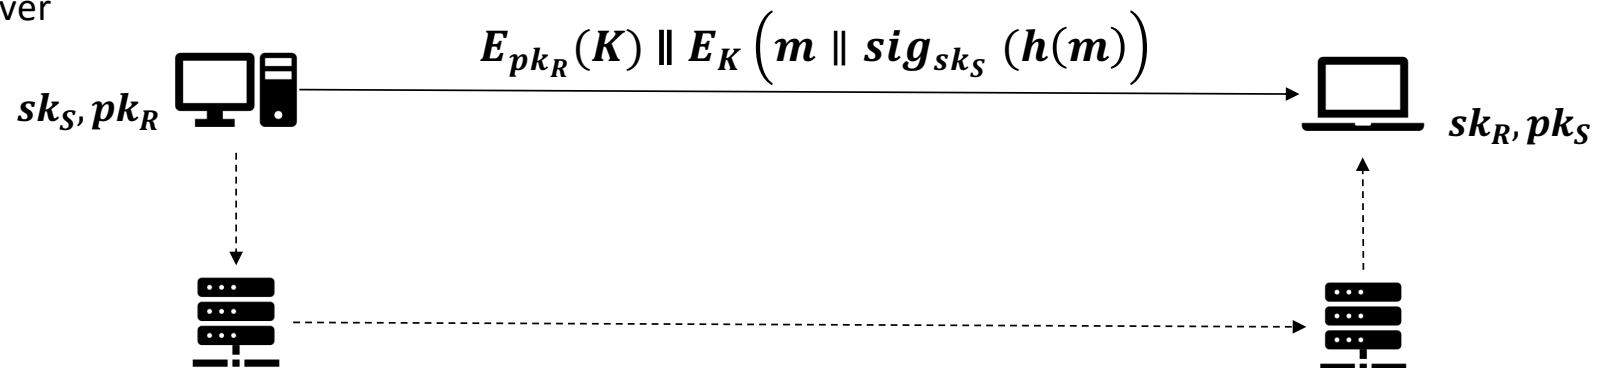 ver
E_{pk_R}(K) ∥ E_K(m ∥ sig_{sk_S} (h(m))
sk_S, pk_R
sk_R, pk_S